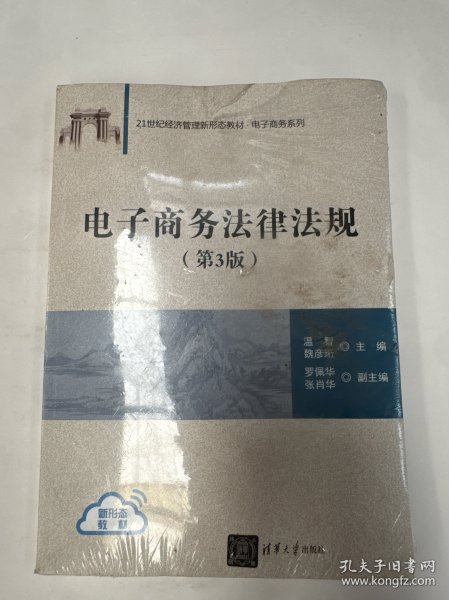 21世纪经济管理新形态教材·电子商务系列
电子商务法律法规
（第3版）
温 智
魏彦珩
◎ 主 编
罗佩华
张肖华
◎ 副主编
新形态
教 材
清华大学出版社
孔夫子旧书网
www.kongfz.com